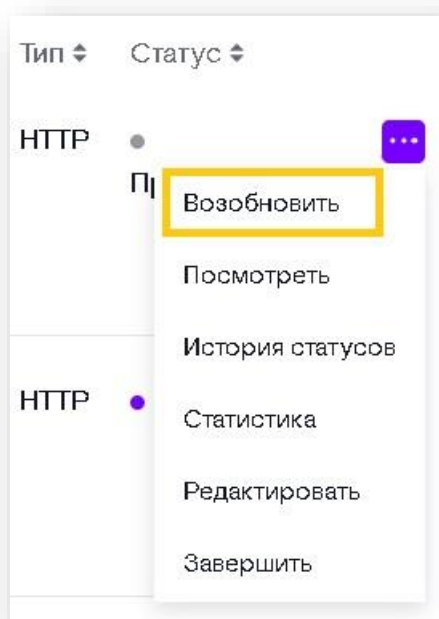 Тип Статус
HTTP
Возобновить
Посмотреть
История статусов
HTTP
Статистика
Редактировать
Завершить